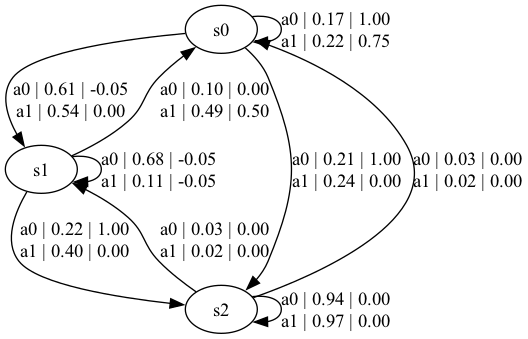 s0
a0 | 0.17 | 1.00
a1 | 0.22 | 0.75
a0 | 0.61 | -0.05
a1 | 0.54 | 0.00
a0 | 0.10 | 0.00
a1 | 0.49 | 0.50
s1
a0 | 0.68 | -0.05
a1 | 0.11 | -0.05
a0 | 0.21 | 1.00
a1 | 0.24 | 0.00
a0 | 0.03 | 0.00
a1 | 0.02 | 0.00
a0 | 0.22 | 1.00
a1 | 0.40 | 0.00
a0 | 0.03 | 0.00
a1 | 0.02 | 0.00
s2
a0 | 0.94 | 0.00
a1 | 0.97 | 0.00